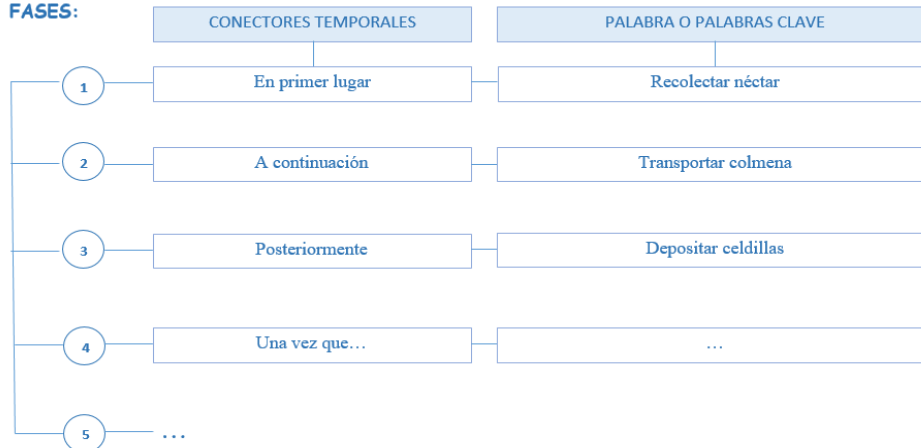 FASES:
CONECTORES TEMPORALES
PALABRA O PALABRAS CLAVE
1
En primer lugar
Recolectar néctar
2
A continuación
Transportar colmena
3
Posteriormente
Depositar celdillas
4
Una vez que…
…
5
...